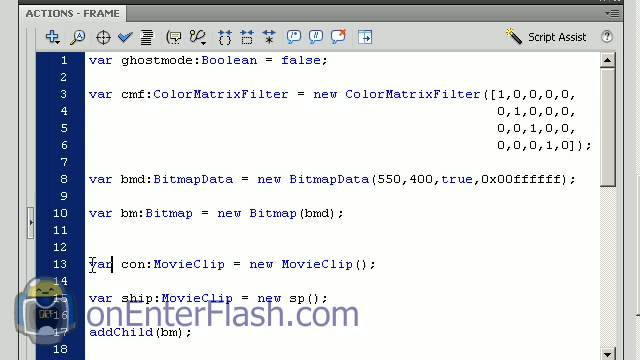 ACTIONS - FRAME
Script Assist
1 var ghostmode:Boolean = false;
2
3 var cmf:ColorMatrixFilter = new ColorMatrixFilter([1,0,0,0,0,
4 0,1,0,0,0,
5 0,0,1,0,0,
6 0,0,0,1,0]);
7
8 var bmd:BitmapData = new BitmapData(550,400,true,0x00ffffff);
9
10 var bm:Bitmap = new Bitmap(bmd);
11
12
13 var con:MovieClip = new MovieClip();
14
15 var ship:MovieClip = new sp();
16
onEnterFlash.com
17 addChild(bm);
18